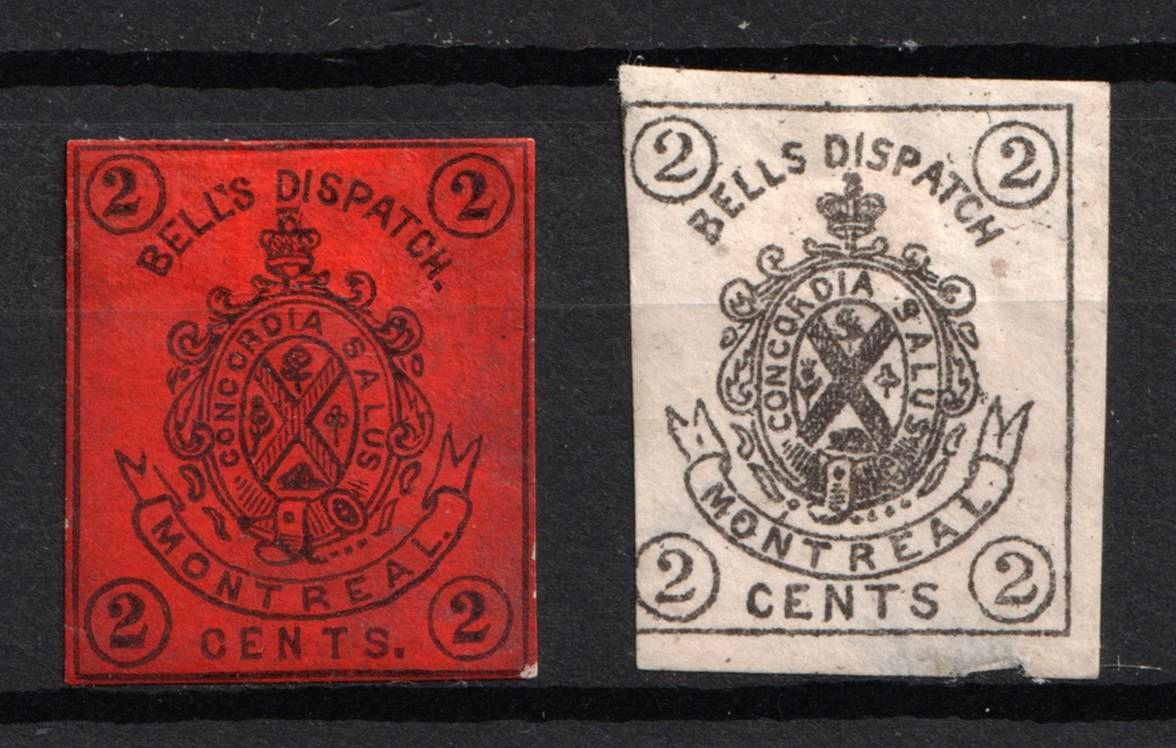 2 2
BELL'S DISPATCH.
CONCORDIA SALUS
MONTREAL.
2 2
CENTS.
2 2
BELLS DISPATCH
CONCORDIA SALUS
MONTREAL
2 2
CENTS